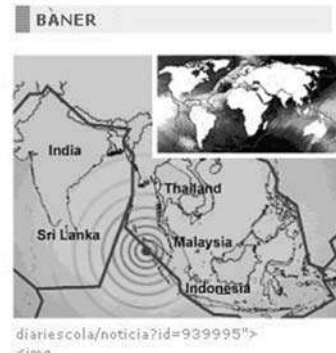 BÀNER
India
Thailand
Sri Lanka
Malaysia
Indonesia
diariescola/noticia?id=939995">